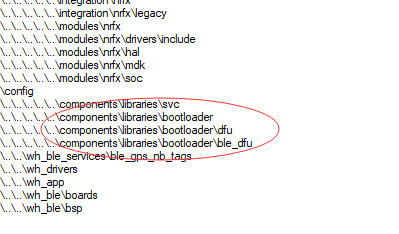 \..\..\..\..\..\integration\nrfx
\..\..\..\..\..\integration\nrfx\legacy
\..\..\..\..\..\modules\nrfx
\..\..\..\..\..\modules\nrfx\drivers\include
\..\..\..\..\..\modules\nrfx\hal
\..\..\..\..\..\modules\nrfx\mdk
\..\..\..\..\..\modules\nrfx\soc
\config
\..\..\..\..\..\components\libraries\svc
\..\..\..\..\..\components\libraries\bootloader
\..\..\..\..\..\components\libraries\bootloader\dfu
\..\..\..\..\..\components\libraries\bootloader\ble_dfu
\..\..\wh_ble_services\ble_gps_nb_tags
\..\..\wh_drivers
\..\..\wh_app
\..\..\wh_ble\boards
\..\..\wh_ble\bsp